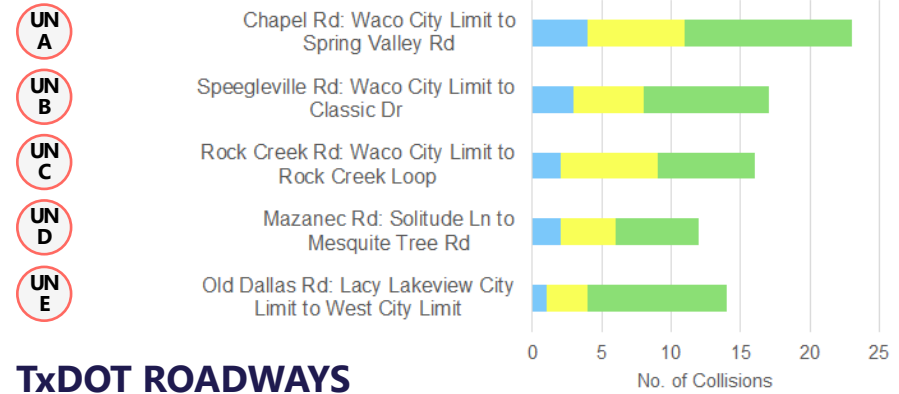 UN
A
Chapel Rd: Waco City Limit to
Spring Valley Rd
UN
B
Speegleville Rd: Waco City Limit to
Classic Dr
UN
C
Rock Creek Rd: Waco City Limit to
Rock Creek Loop
UN
D
Mazanec Rd: Solitude Ln to
Mesquite Tree Rd
UN
E
Old Dallas Rd: Lacy Lakeview City
Limit to West City Limit
0 5 10 15 20 25
No. of Collisions
TxDOT ROADWAYS